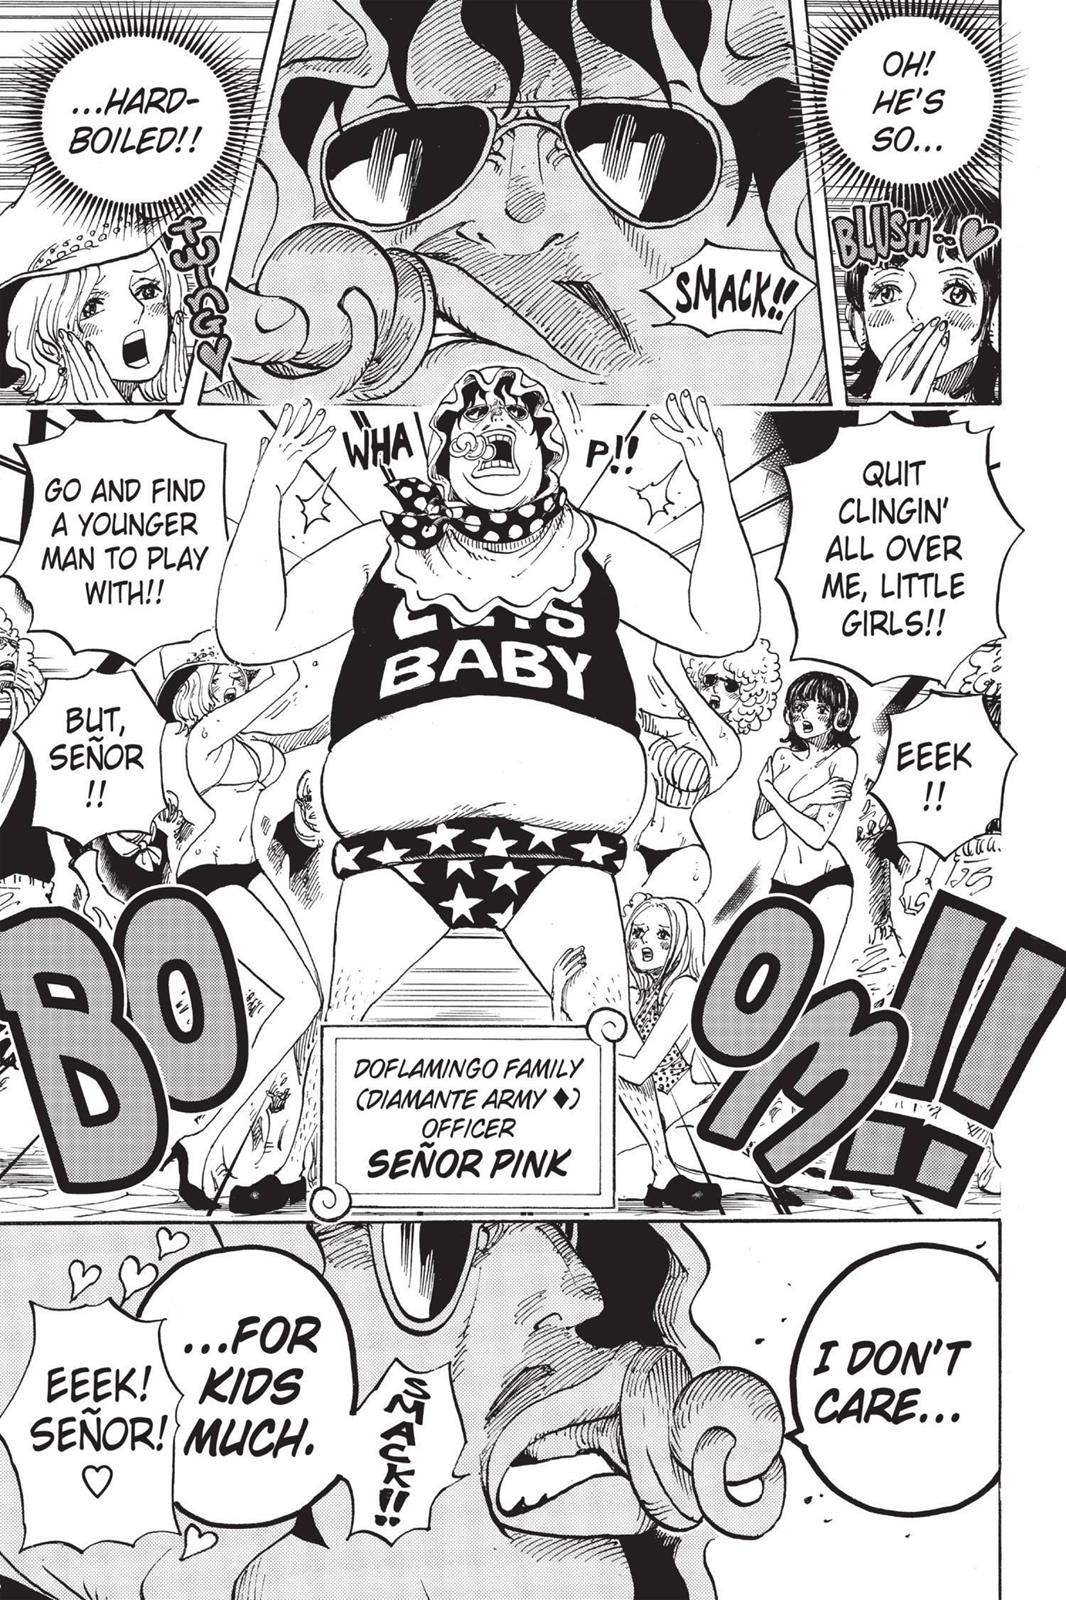 OH!
HE'S
SO...
BLUSH
SMACK!!
...HARD-
BOILED!!
TWING
QUIT
CLINGIN'
ALL OVER
ME, LITTLE
GIRLS!!
WHA
P!!
GO AND FIND
A YOUNGER
MAN TO PLAY
WITH!!
BABY
EEEK
!!
BUT,
SEÑOR
!!
BO
OM!!
DOFLAMINGO FAMILY
(DIAMANTE ARMY ♦)
OFFICER
SEÑOR PINK
I DON'T
CARE...
SMACK!!
...FOR
KIDS
MUCH.
EEEK!
SEÑOR!
♡